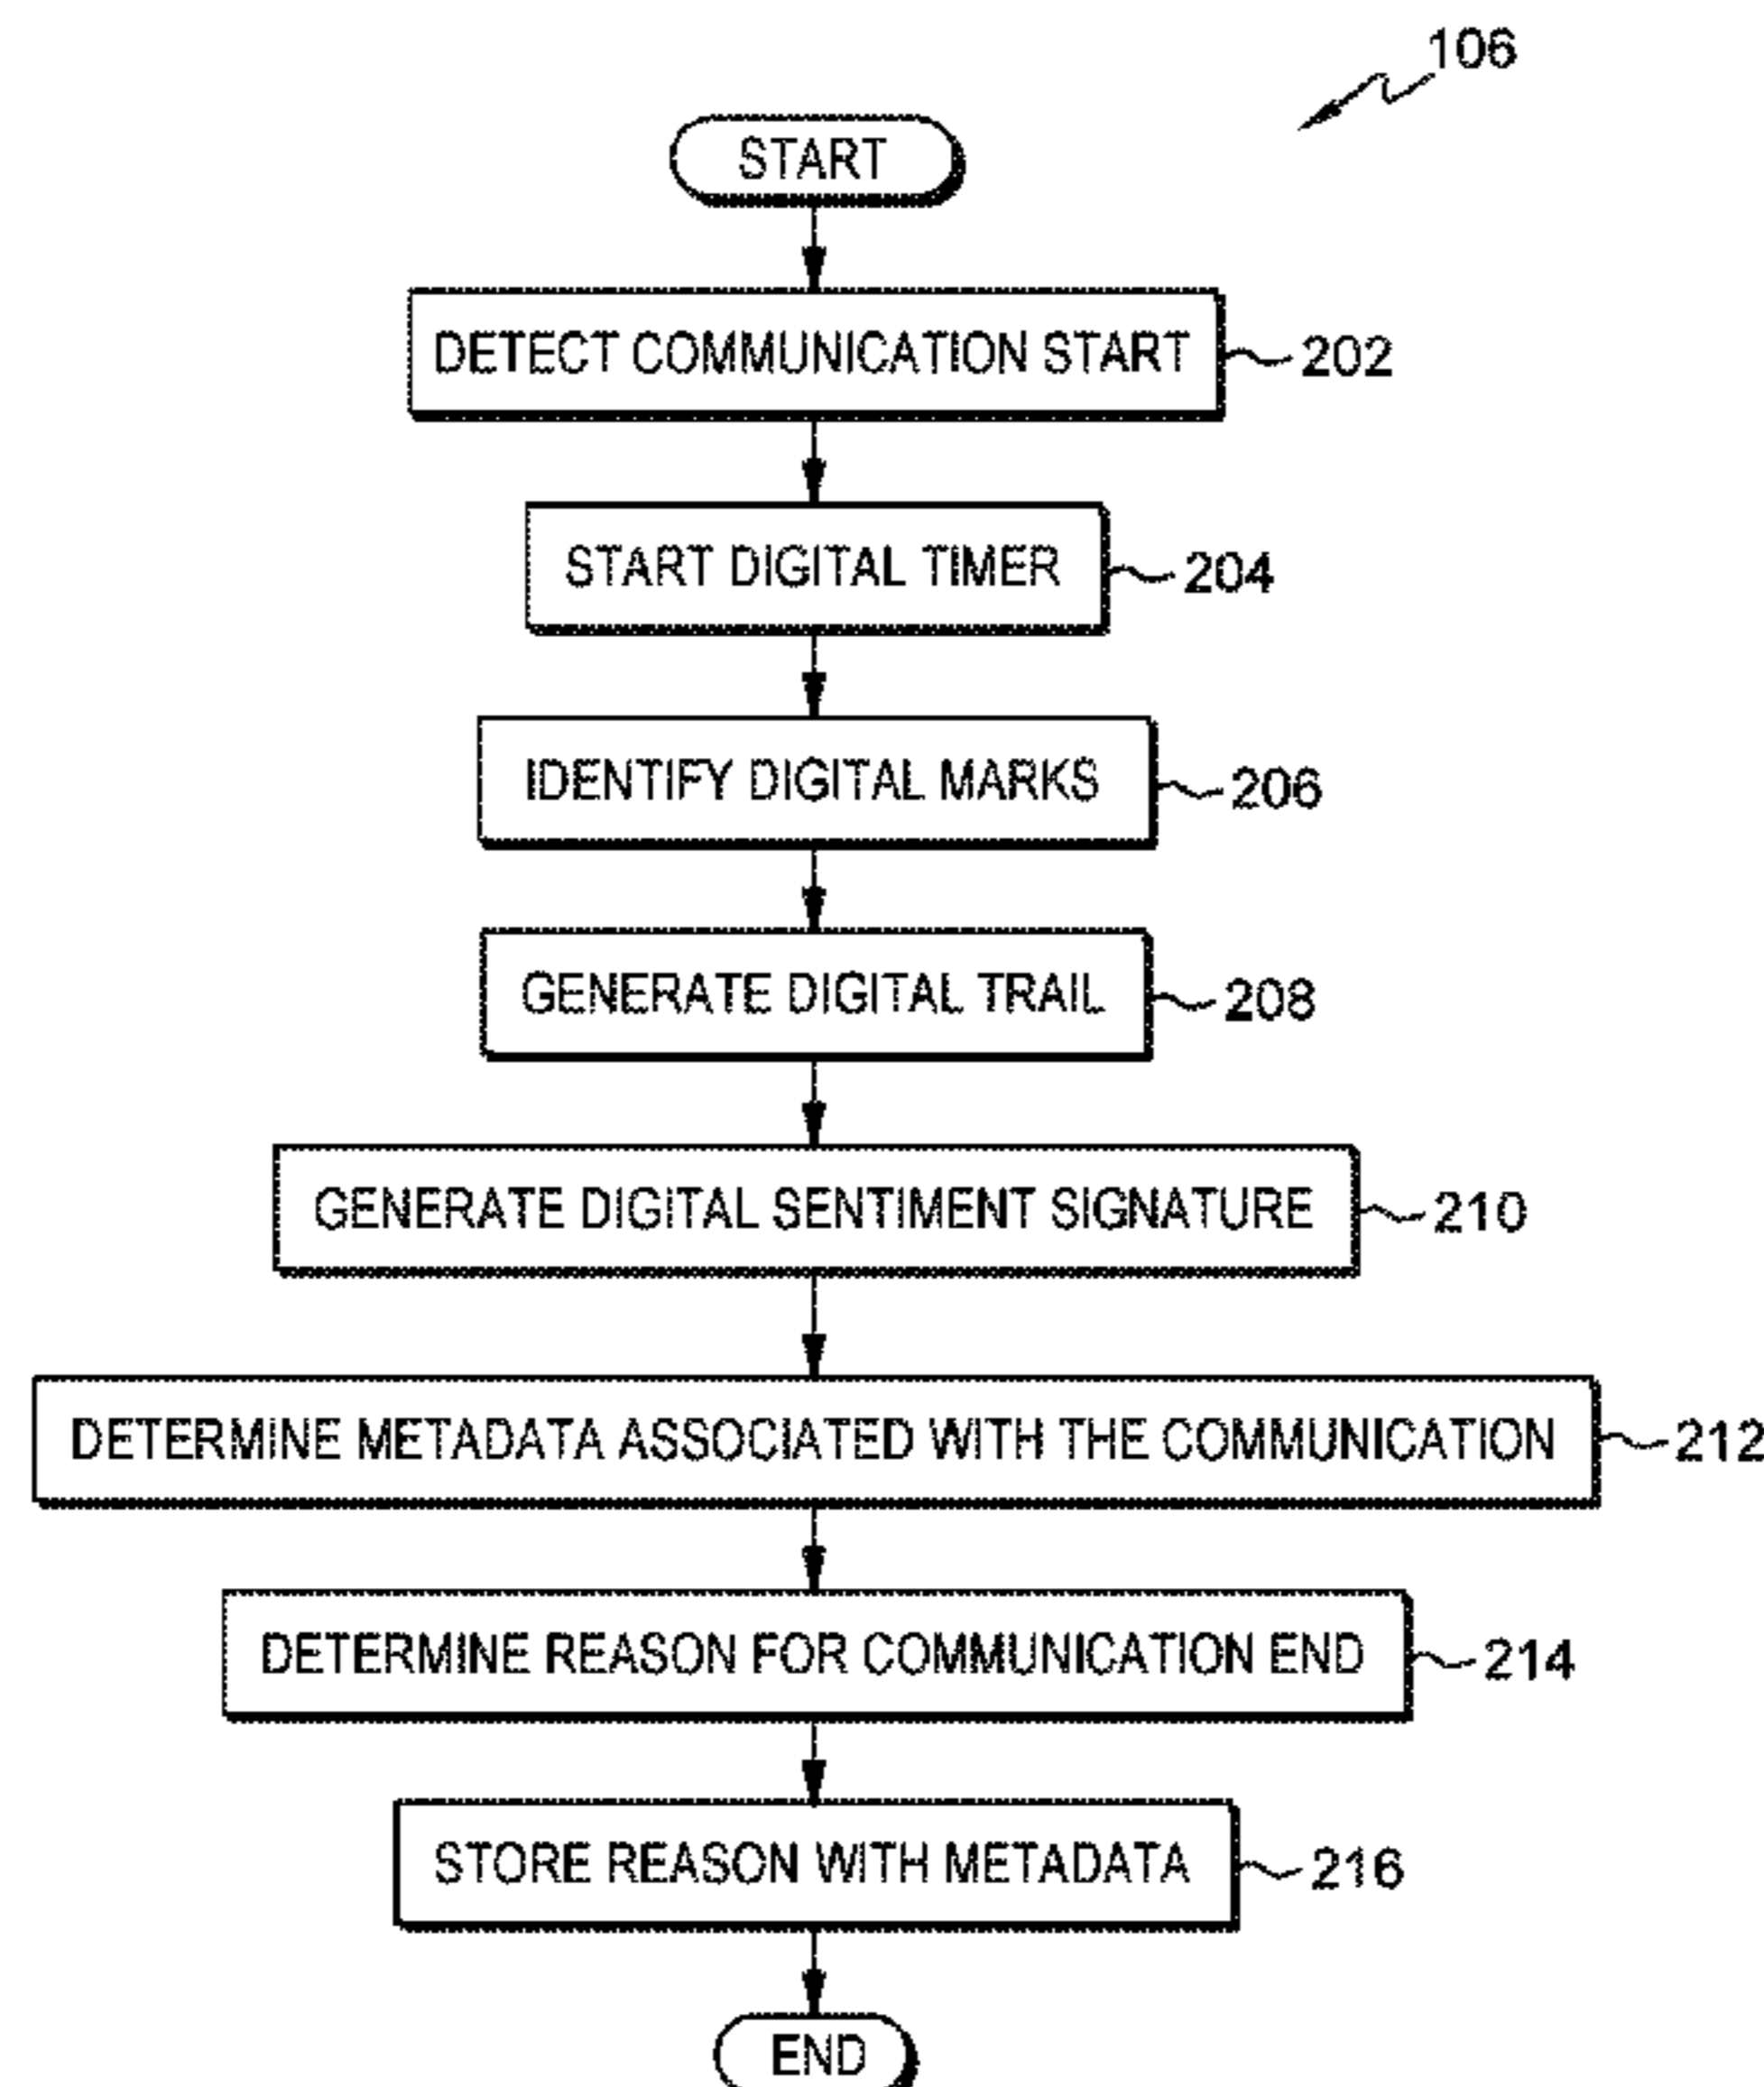 106
START
DETECT COMMUNICATION START
202
START DIGITAL TIMER
204
IDENTIFY DIGITAL MARKS
206
GENERATE DIGITAL TRAIL
208
GENERATE DIGITAL SENTIMENT SIGNATURE
210
DETERMINE METADATA ASSOCIATED WITH THE COMMUNICATION
212
DETERMINE REASON FOR COMMUNICATION END
214
STORE REASON WITH METADATA
216
END